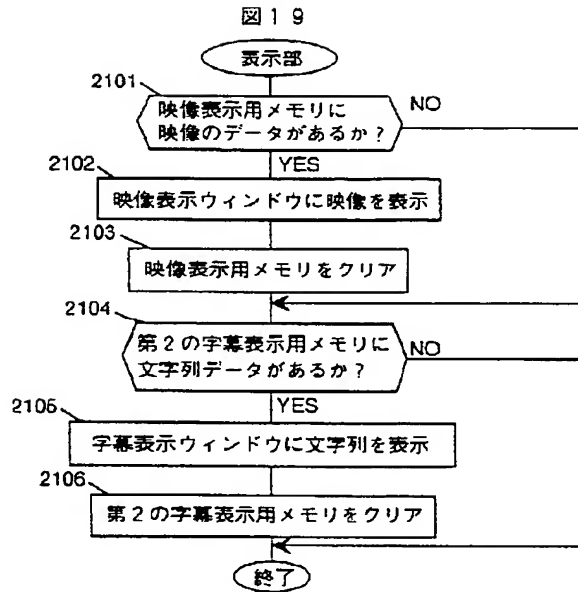 図19
表示部
2101
映像表示用メモリに
映像のデータがあるか?
NO
YES
2102
映像表示ウィンドウに映像を表示
2103
映像表示用メモリをクリア
2104
第2の字幕表示用メモリに
文字列データがあるか?
NO
YES
2105
字幕表示ウィンドウに文字列を表示
2106
第2の字幕表示用メモリをクリア
終了